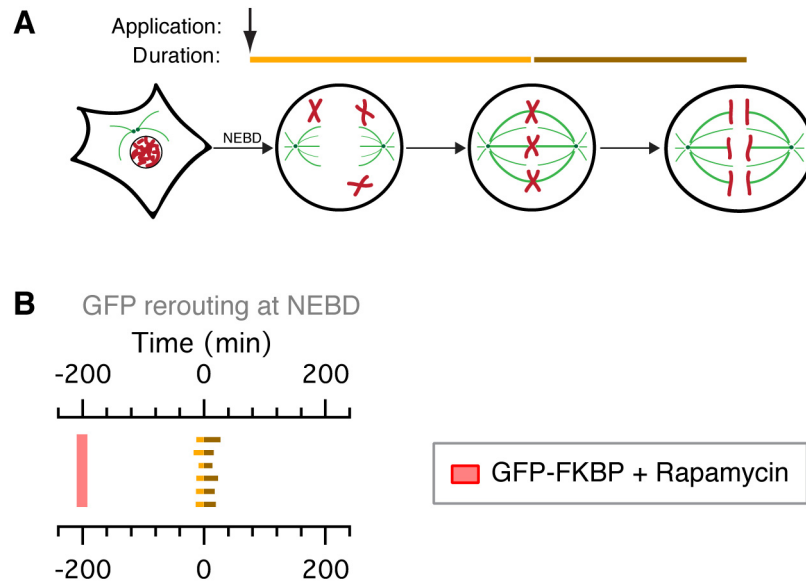 A
Application:
Duration:
NEBD
B
GFP rerouting at NEBD
Time (min)
-200 0 200
GFP-FKBP + Rapamycin
-200 0 200